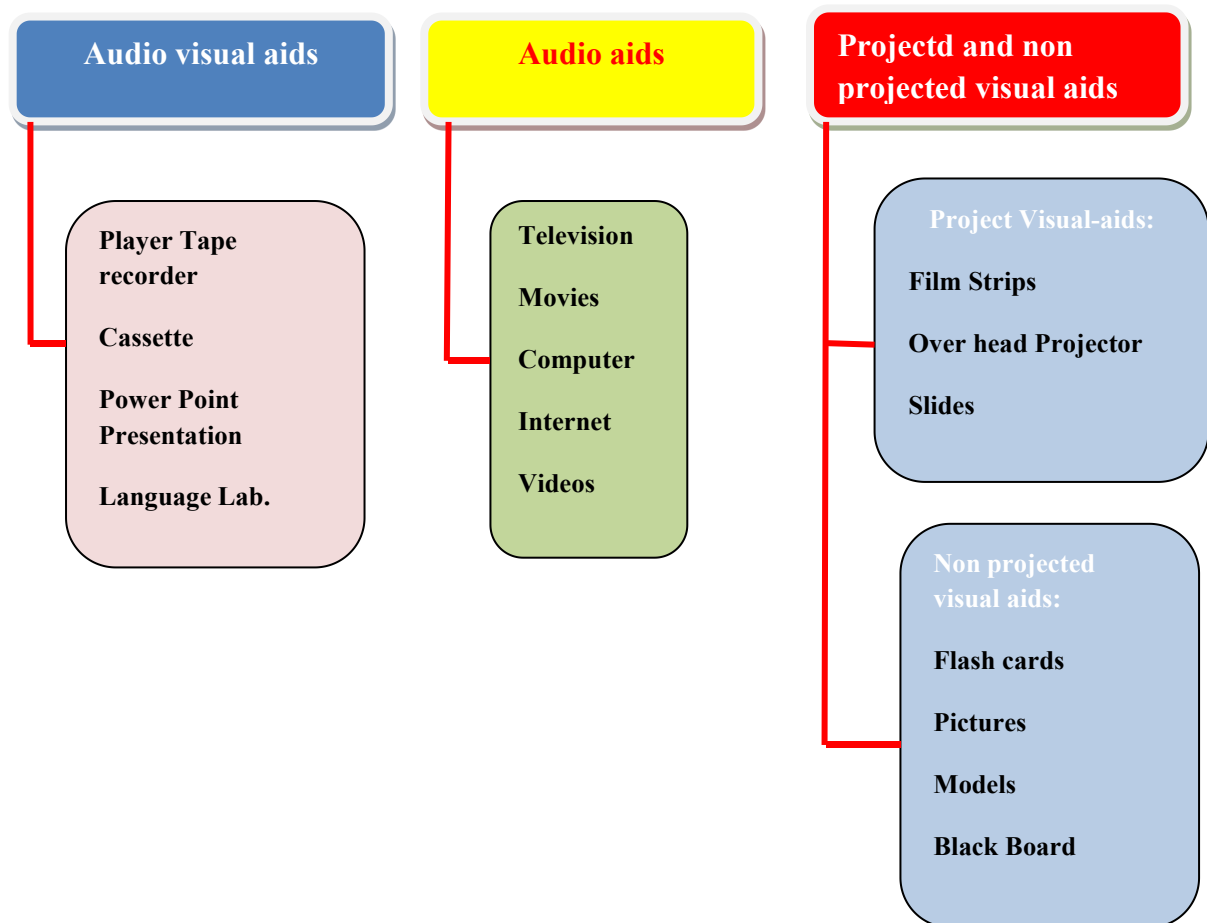 Audio visual aids
Player Tape
recorder
Cassette
Power Point
Presentation
Language Lab.
Audio aids
Television
Movies
Computer
Internet
Videos
Projectd and non
projected visual aids
Project Visual-aids:
Film Strips
Over head Projector
Slides
Non projected
visual aids:
Flash cards
Pictures
Models
Black Board